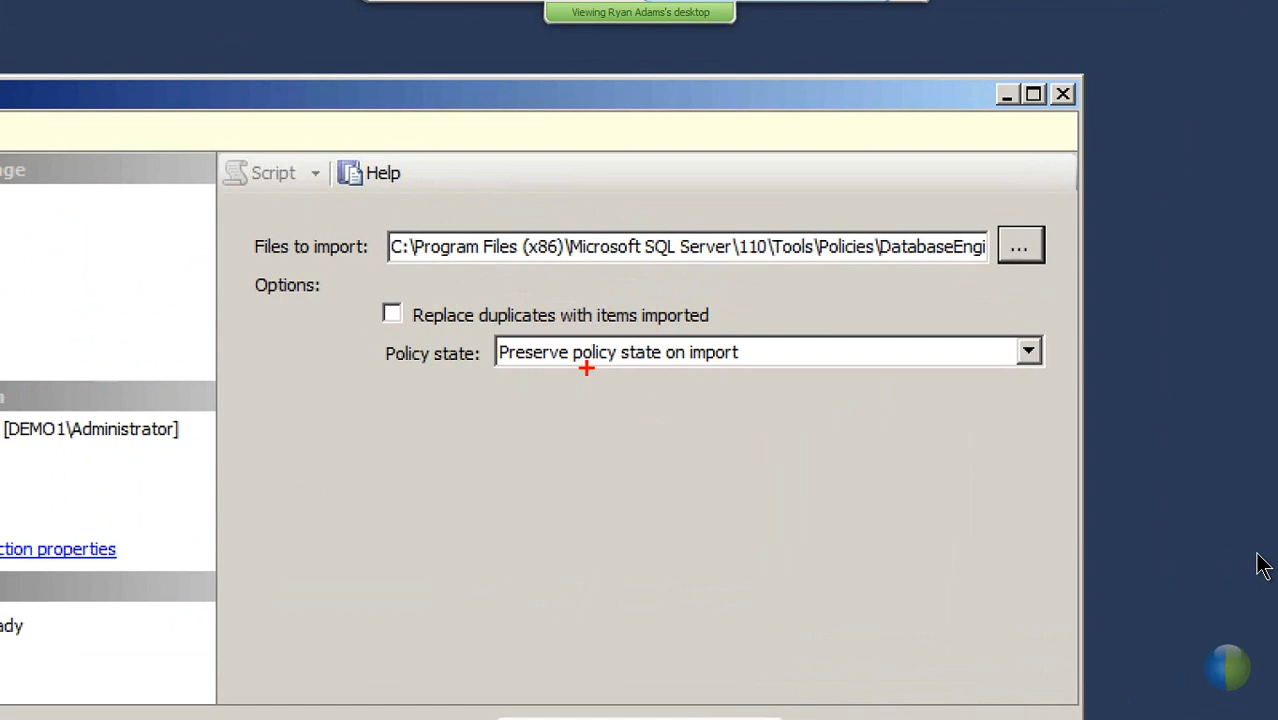 Viewing Ryan Adams's desktop
Script
Help
Files to import: C:\Program Files (x86)\Microsoft SQL Server\110\Tools\Policies\DatabaseEngi ...
Options:
Replace duplicates with items imported
Policy state: Preserve policy state on import
[DEMO1\Administrator]
ction properties
ady